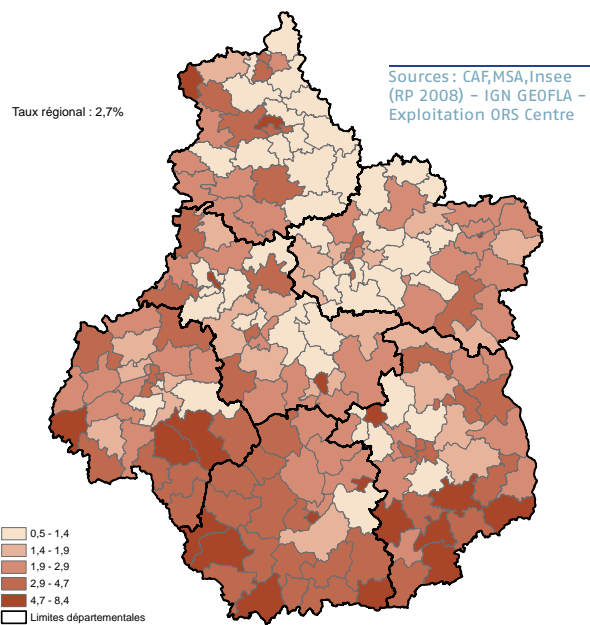 Sources : CAF,MSA,Insee
(RP 2008) – IGN GEOFLA –
Exploitation ORS Centre
Taux régional : 2,7%
0,5 - 1,4
1,4 - 1,9
1,9 - 2,9
2,9 - 4,7
4,7 - 8,4
Limites départementales